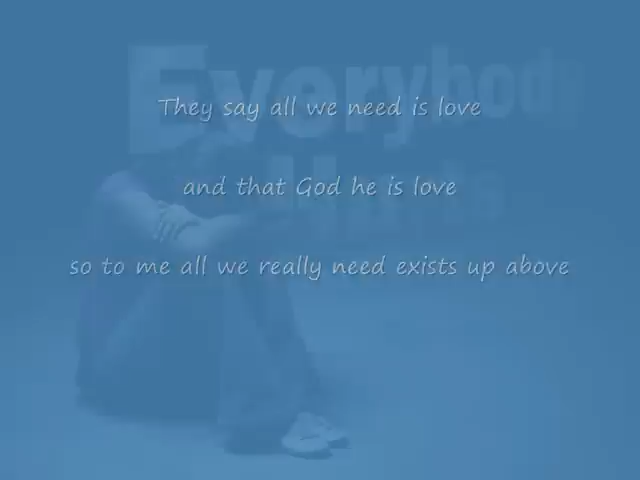 Everybody
They say all we need is love
Hurts
and that God he is love
so to me all we really need exists up above